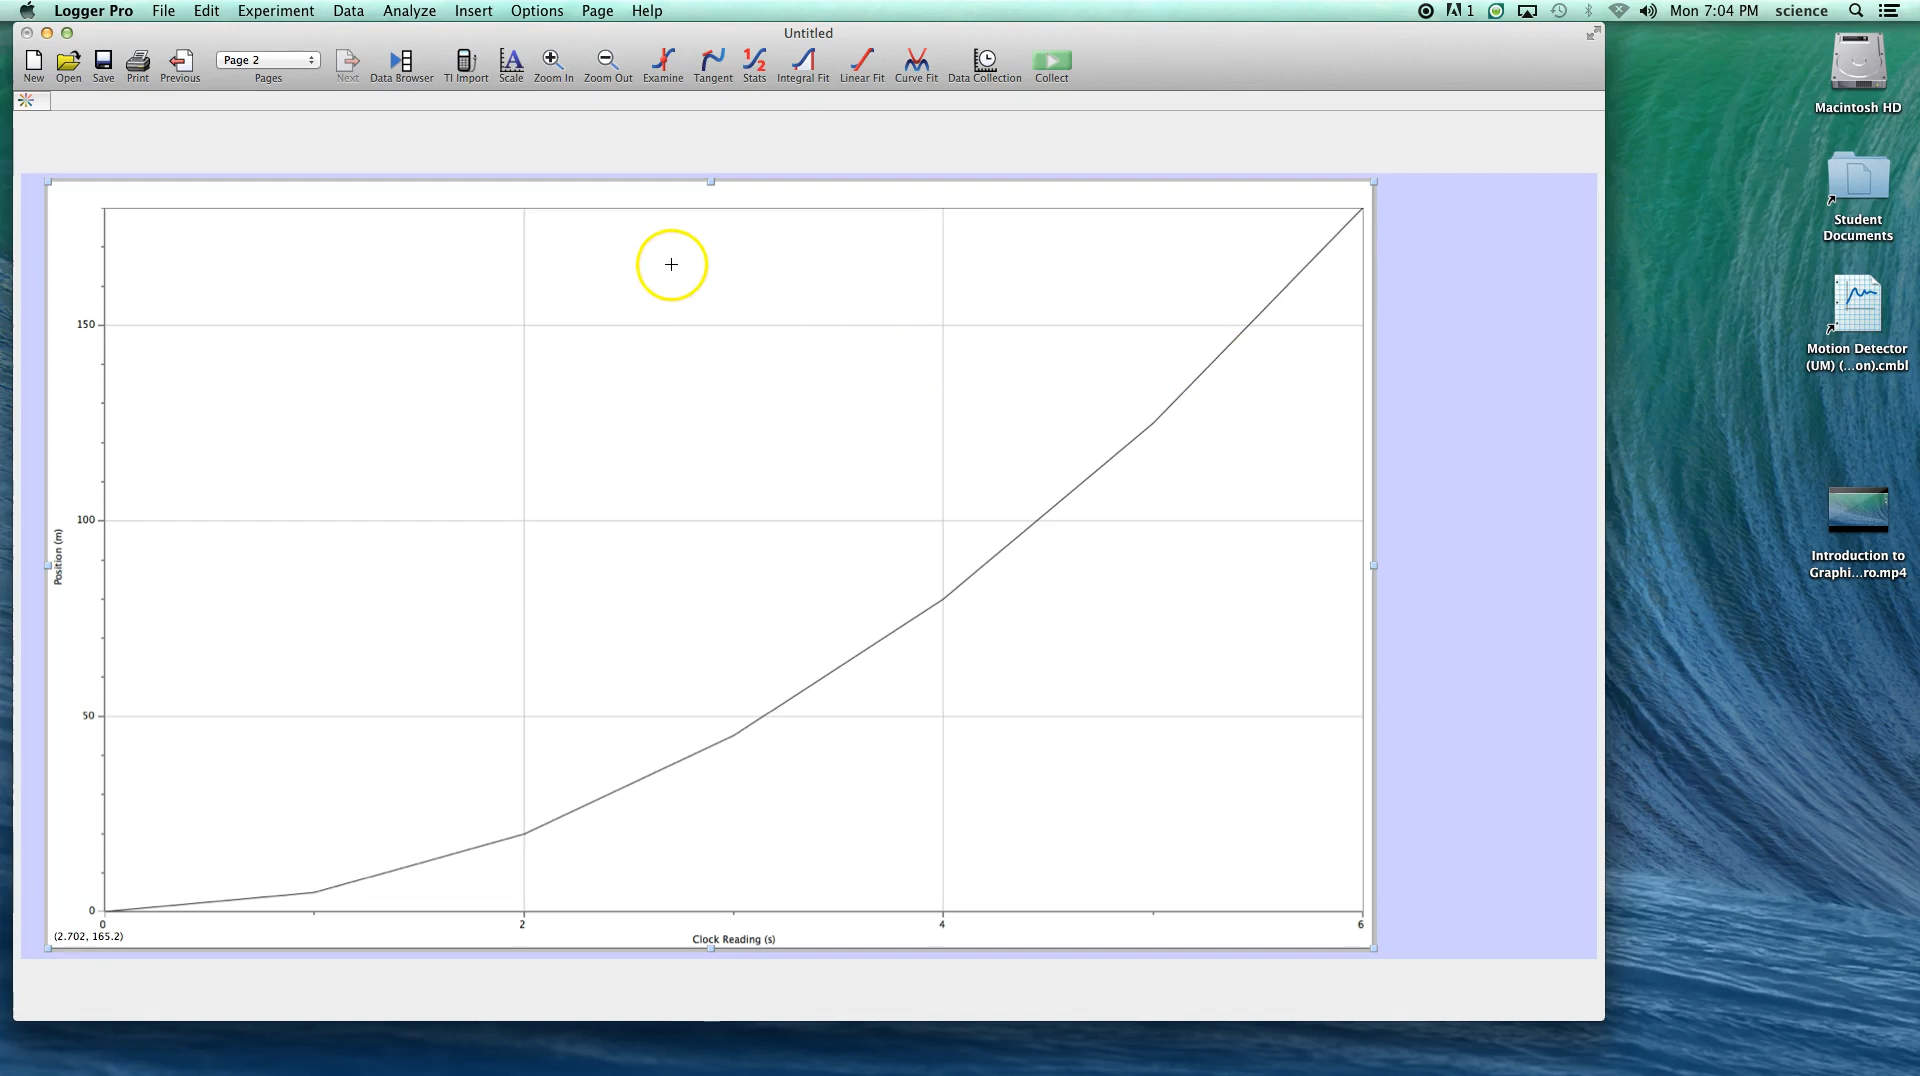 Logger Pro File Edit Experiment Data Analyze Insert Options Page Help 1 Mon 7:04 PM science
Untitled
New Open Save Print Previous Page 2 Pages Next Data Browser TI Import Scale Zoom In Zoom Out Examine Tangent Stats Integral Fit Linear Fit Curve Fit Data Collection Collect
Macintosh HD
Student
Documents
Motion Detector
(UM) (...on).cmbl
Introduction to
Graphi...ro.mp4
150
100
50
0
Position (m)
0 2 4 6
(2.702, 165.2)
Clock Reading (s)